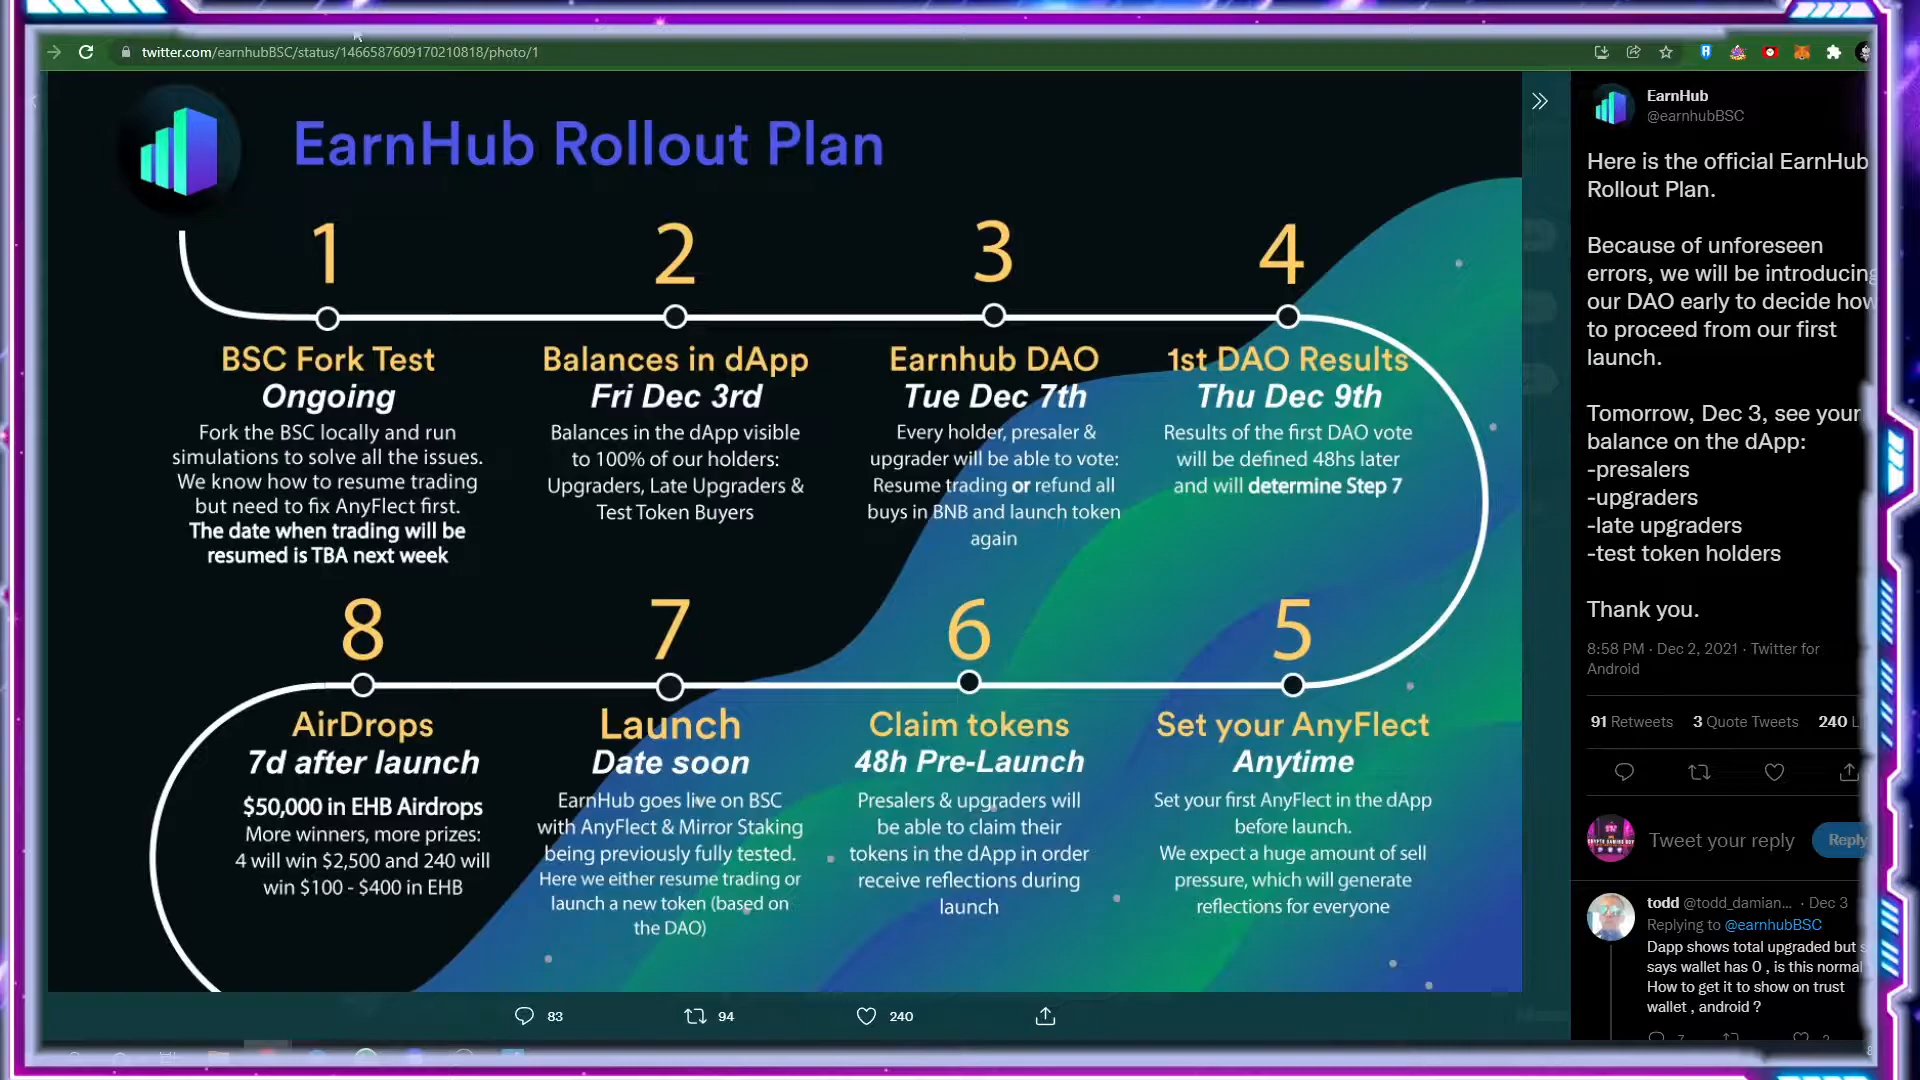 twitter.com/earnhubBSC/status/1466587609170210818/photo/1
EarnHub Rollout Plan
1
BSC Fork Test
Ongoing
Fork the BSC locally and run
simulations to solve all the issues.
We know how to resume trading
but need to fix AnyFlect first.
The date when trading will be
resumed is TBA next week
2
Balances in dApp
Fri Dec 3rd
Balances in the dApp visible
to 100% of our holders:
Upgraders, Late Upgraders &
Test Token Buyers
3
Earnhub DAO
Tue Dec 7th
Every holder, presaler &
upgrader will be able to vote:
Resume trading or refund all
buys in BNB and launch token
again
4
1st DAO Results
Thu Dec 9th
Results of the first DAO vote
will be defined 48hs later
and will determine Step 7
8
AirDrops
7d after launch
$50,000 in EHB Airdrops
More winners, more prizes:
4 will win $2,500 and 240 will
win $100 - $400 in EHB
7
Launch
Date soon
EarnHub goes live on BSC
with AnyFlect & Mirror Staking
being previously fully tested.
Here we either resume trading or
launch a new token (based on
the DAO)
6
Claim tokens
48h Pre-Launch
Presalers & upgraders will
be able to claim their
tokens in the dApp in order
receive reflections during
launch
5
Set your AnyFlect
Anytime
Set your first AnyFlect in the dApp
before launch.
We expect a huge amount of sell
pressure, which will generate
reflections for everyone
83
94
240
EarnHub
@earnhubBSC
Here is the official EarnHub
Rollout Plan.
Because of unforeseen
errors, we will be introducing
our DAO early to decide how
to proceed from our first
launch.
Tomorrow, Dec 3, see your
balance on the dApp:
-presalers
-upgraders
-late upgraders
-test token holders
Thank you.
8:58 PM · Dec 2, 2021 · Twitter for
Android
91 Retweets 3 Quote Tweets 240 L
Tweet your reply
Reply
todd @todd_damian... · Dec 3
Replying to @earnhubBSC
Dapp shows total upgraded but
says wallet has 0 , is this normal
How to get it to show on trust
wallet , android ?